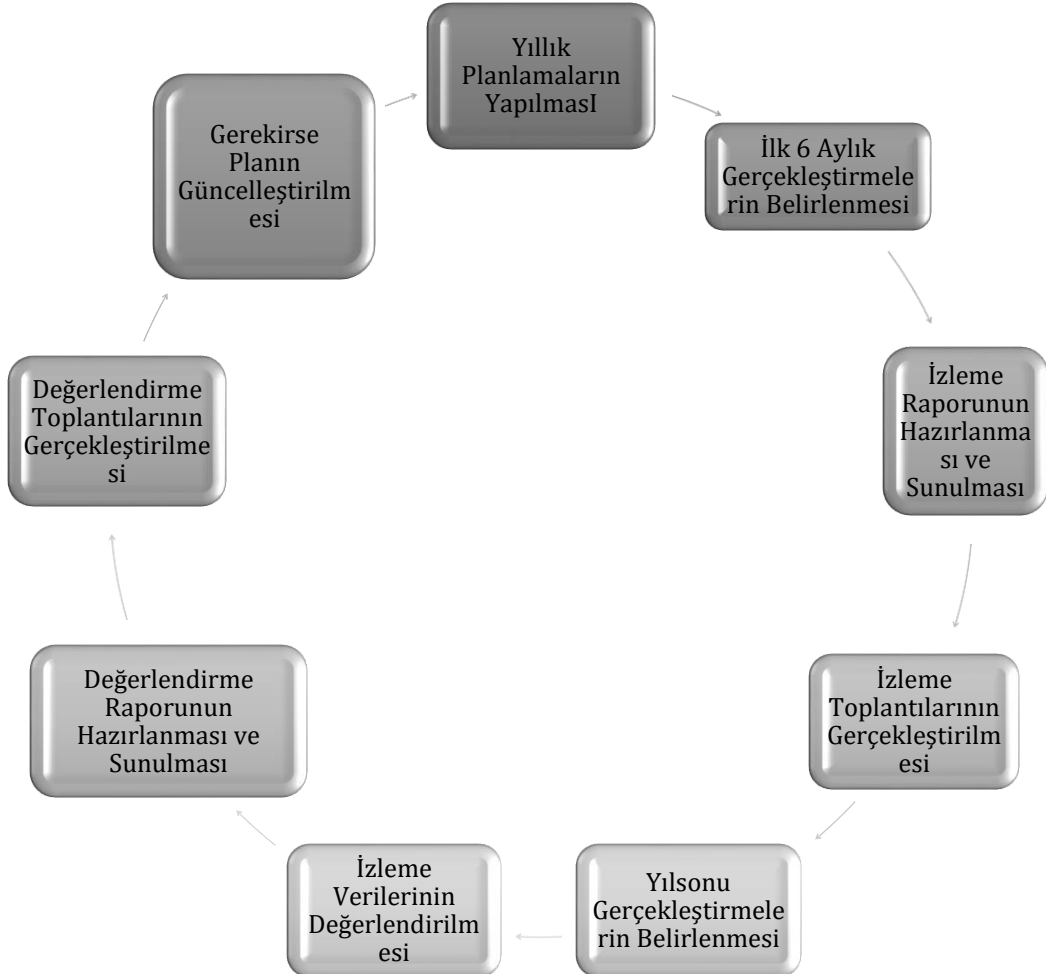 Yıllık
Planlamaların
YapılmasI
İlk 6 Aylık
Gerçekleştirmele
rin Belirlenmesi
İzleme
Raporunun
Hazırlanma
sı ve
Sunulması
İzleme
Toplantılarının
Gerçekleştirilm
esi
Yılsonu
Gerçekleştirmele
rin Belirlenmesi
İzleme
Verilerinin
Değerlendirilm
esi
Değerlendirme
Raporunun
Hazırlanması ve
Sunulması
Değerlendirme
Toplantılarının
Gerçekleştirilme
si
Gerekirse
Planın
Güncelleştirilm
esi